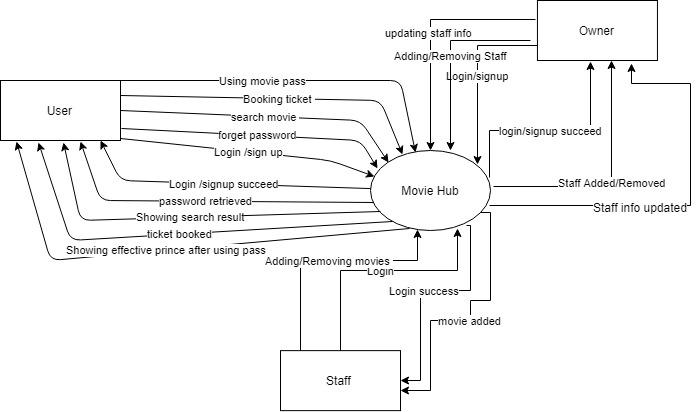 Owner
updating staff info
Adding/Removing Staff
Login/signup
User
Using movie pass
Booking ticket
search movie
forget password
Login /sign up
login/signup succeed
Movie Hub
Login /signup succeed
Staff Added/Removed
password retrieved
Staff info updated
Showing search result
ticket booked
Showing effective prince after using pass
Adding/Removing movies
Login
Login success
movie added
Staff